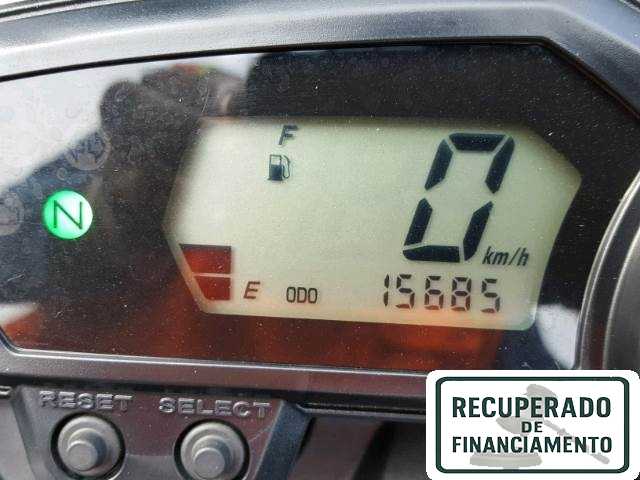 F
0
N
km/h
E ODO 15685
RESET SELECT
RECUPERADO
DE
FINANCIAMENTO